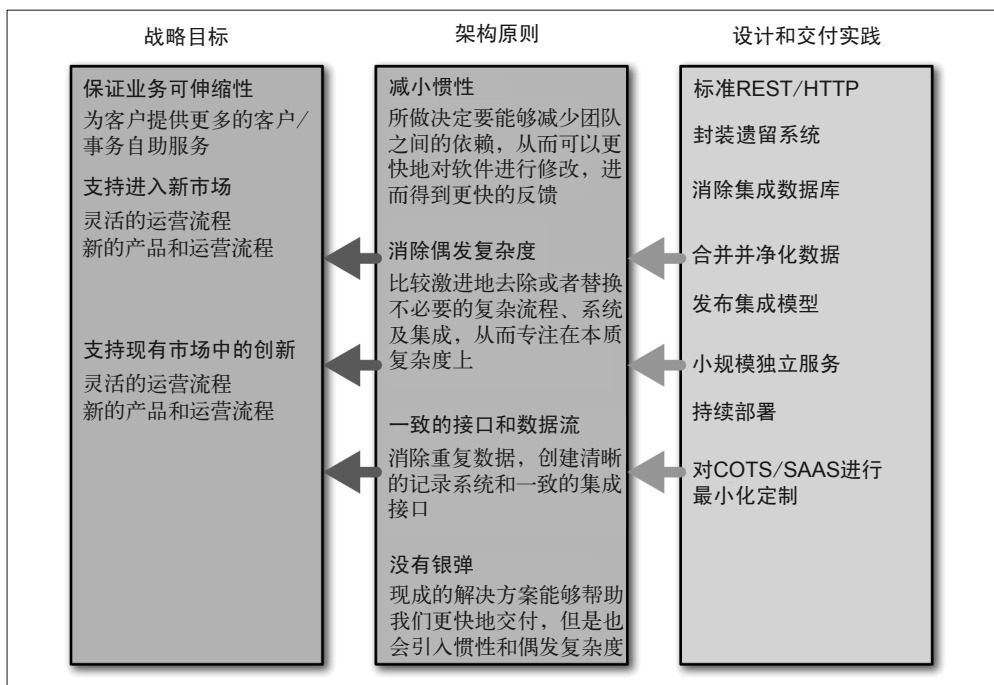 战略目标
保证业务可伸缩性
为客户提供更多的客户/
事务自助服务
支持进入新市场
灵活的运营流程
新的产品和运营流程
支持现有市场中的创新
灵活的运营流程
新的产品和运营流程
架构原则
减小惯性
所做决定要能够减少团队
之间的依赖，从而可以更
快地对软件进行修改，进
而得到更快的反馈
消除偶发复杂度
比较激进地去除或者替换
不必要的复杂流程、系统
及集成，从而专注在本质
复杂度上
一致的接口和数据流
消除重复数据，创建清晰
的记录系统和一致的集成
接口
没有银弹
现成的解决方案能够帮助
我们更快地交付，但是也
会引入惯性和偶发复杂度
设计和交付实践
标准REST/HTTP
封装遗留系统
消除集成数据库
合并并净化数据
发布集成模型
小规模独立服务
持续部署
对COTS/SAAS进行
最小化定制